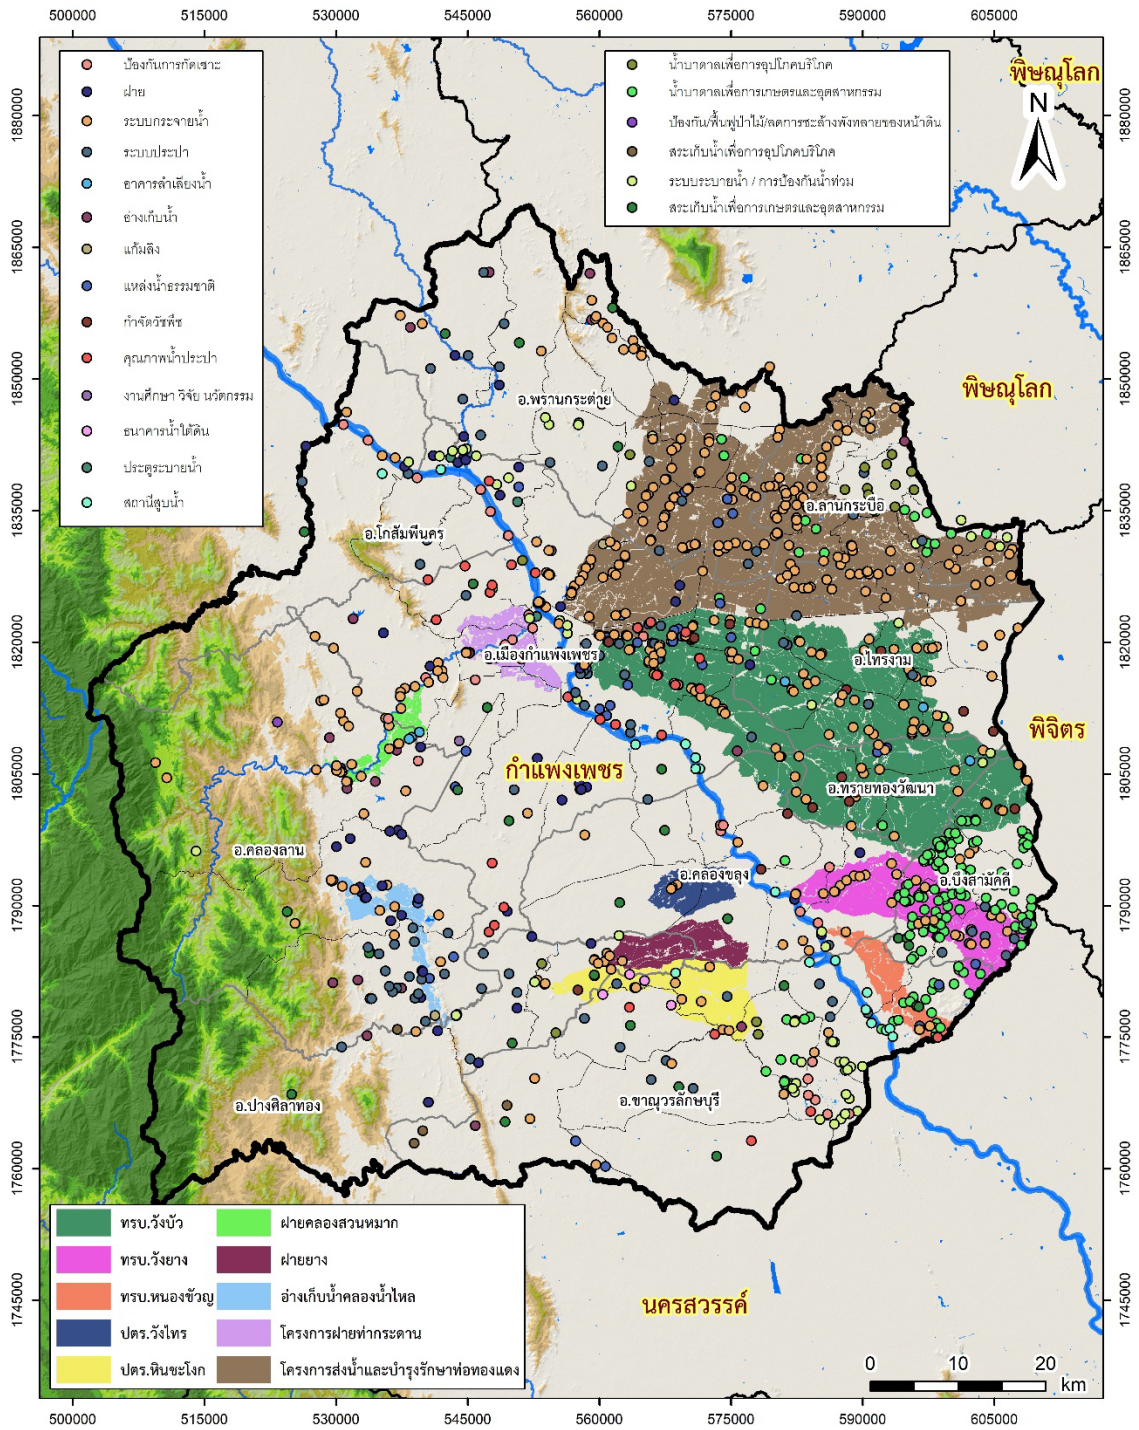 500000 515000 530000 545000 560000 575000 590000 605000
1880000
1865000
1850000
1835000
1820000
1805000
1790000
1775000
1760000
1745000
ป้องกันการกัดเซาะ
ฝาย
ระบบกระจายน้ำ
ระบบประปา
อาคารลำเลียงน้ำ
อ่างเก็บน้ำ
แก้มลิง
แหล่งน้ำธรรมชาติ
กำจัดวัชพืช
คุณภาพน้ำประปา
งานศึกษา วิจัย นวัตกรรม
ธนาคารน้ำใต้ดิน
ประตูระบายน้ำ
สถานีสูบน้ำ
น้ำบาดาลเพื่อการอุปโภคบริโภค
น้ำบาดาลเพื่อการเกษตรและอุตสาหกรรม
ป้องกัน/ฟื้นฟูป่าไม้/ลดการชะล้างพังทลายของหน้าดิน
สระเก็บน้ำเพื่อการอุปโภคบริโภค
ระบบระบายน้ำ / การป้องกันน้ำท่วม
สระเก็บน้ำเพื่อการเกษตรและอุตสาหกรรม
พิษณุโลก
N
พิษณุโลก
อ.พรานกระต่าย
อ.ลานกระบือ
อ.โกสัมพีนคร
อ.เมืองกำแพงเพชร
อ.ไทรงาม
พิจิตร
กำแพงเพชร
อ.ทรายทองวัฒนา
อ.คลองลาน
อ.คลองขลุง
อ.บึงสามัคคี
อ.ปางศิลาทอง
อ.ขาณุวรลักษบุรี
นครสวรรค์
ทรบ.วังบัว
ทรบ.วังยาง
ทรบ.หนองขวัญ
ปตร.วังไทร
ปตร.หินชะโงก
ฝายคลองสวนหมาก
ฝายยาง
อ่างเก็บน้ำคลองน้ำไหล
โครงการฝายท่ากระดาน
โครงการส่งน้ำและบำรุงรักษาท่อทองแดง
0 10 20
km
1880000
1865000
1850000
1835000
1820000
1805000
1790000
1775000
1760000
1745000
500000 515000 530000 545000 560000 575000 590000 605000